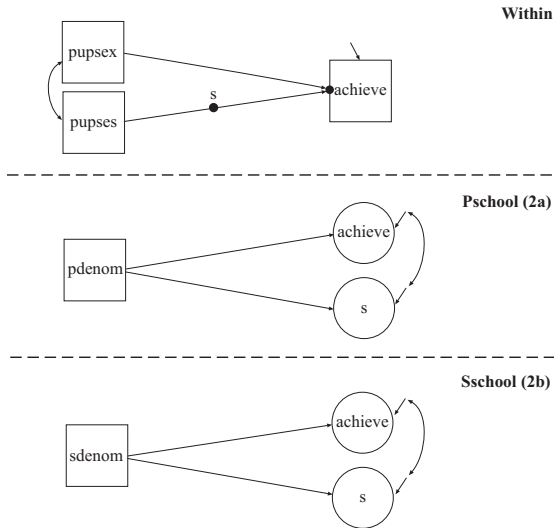 Within
pupsex
s
achieve
pupses
Pschool (2a)
achieve
pdenom
s
Sschool (2b)
achieve
sdenom
s